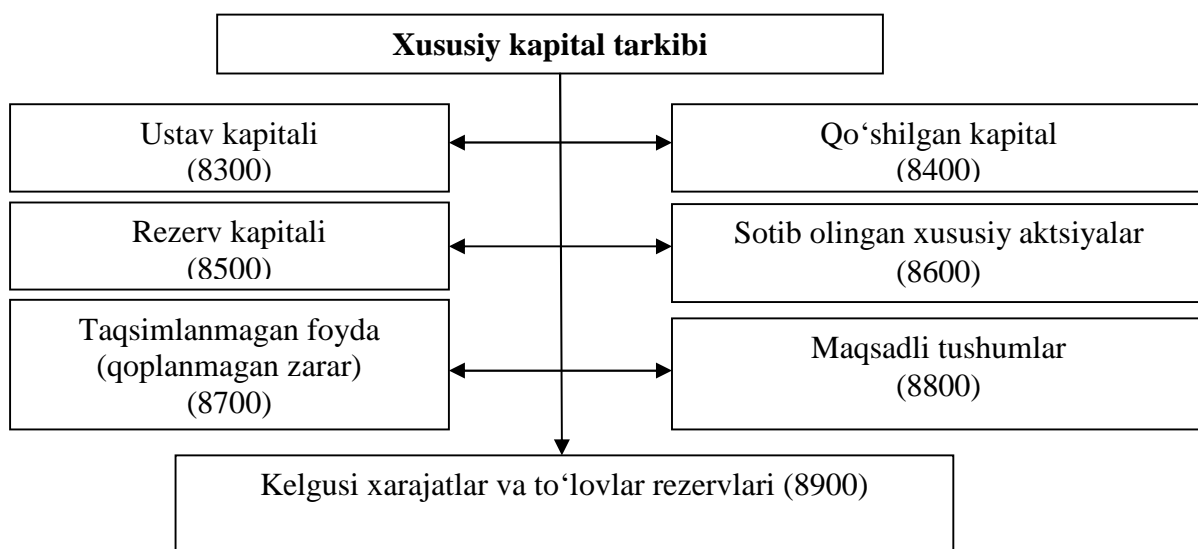 Xususiy kapital tarkibi
Ustav kapitali
(8300)
Qo‘shilgan kapital
(8400)
Rezerv kapitali
(8500)
Sotib olingan xususiy aktsiyalar
(8600)
Taqsimlanmagan foyda
(qoplanmagan zarar)
(8700)
Maqsadli tushumlar
(8800)
Kelgusi xarajatlar va to‘lovlar rezervlari (8900)